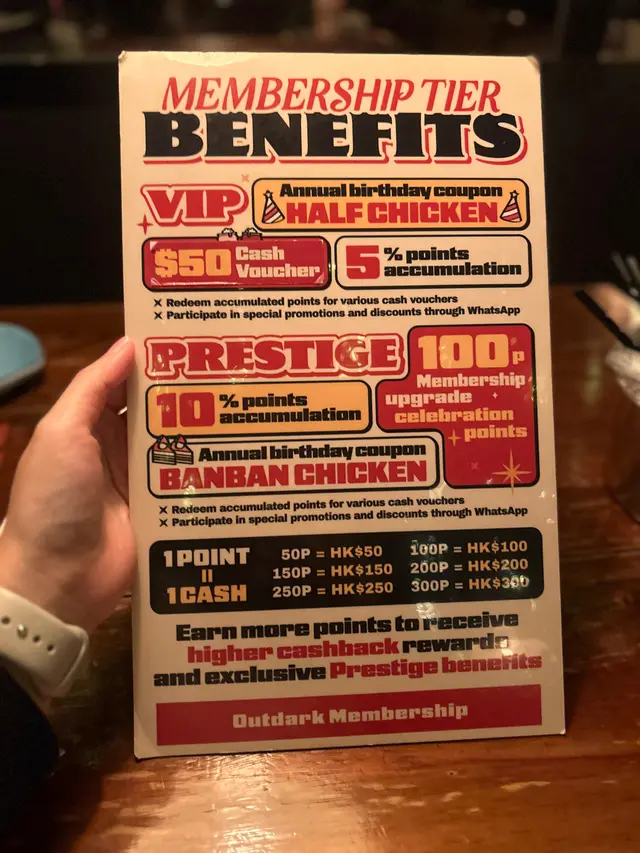 MEMBERSHIP TIER
BENEFITS
VIP
Annual birthday coupon
HALF CHICKEN
$50 Cash Voucher
5 % points accumulation
✕ Redeem accumulated points for various cash vouchers
✕ Participate in special promotions and discounts through WhatsApp
PRESTIGE
100P
Membership
upgrade
celebration
points
10 % points accumulation
Annual birthday coupon
BANBAN CHICKEN
✕ Redeem accumulated points for various cash vouchers
✕ Participate in special promotions and discounts through WhatsApp
1 POINT
=
1 CASH
50P = HK$50 100P = HK$100
150P = HK$150 200P = HK$200
250P = HK$250 300P = HK$300
Earn more points to receive
higher cashback rewards
and exclusive Prestige benefits
Outdark Membership